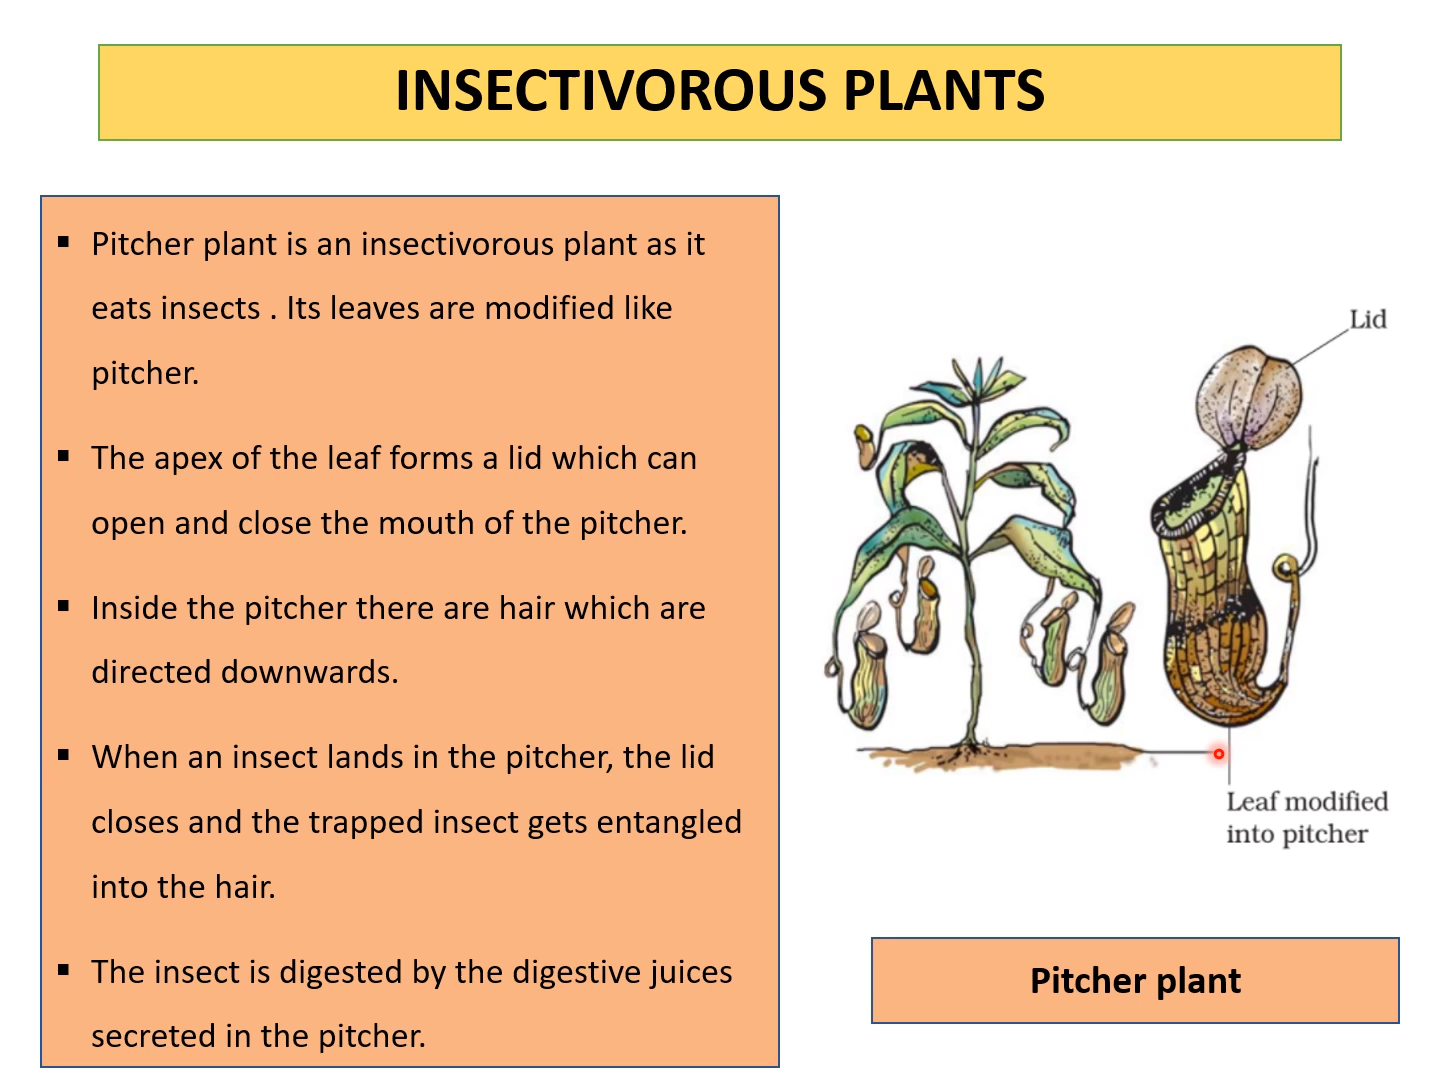 INSECTIVOROUS PLANTS
▪ Pitcher plant is an insectivorous plant as it
eats insects . Its leaves are modified like
pitcher.
▪ The apex of the leaf forms a lid which can
open and close the mouth of the pitcher.
▪ Inside the pitcher there are hair which are
directed downwards.
▪ When an insect lands in the pitcher, the lid
closes and the trapped insect gets entangled
into the hair.
▪ The insect is digested by the digestive juices
secreted in the pitcher.
Lid
Leaf modified
into pitcher
Pitcher plant